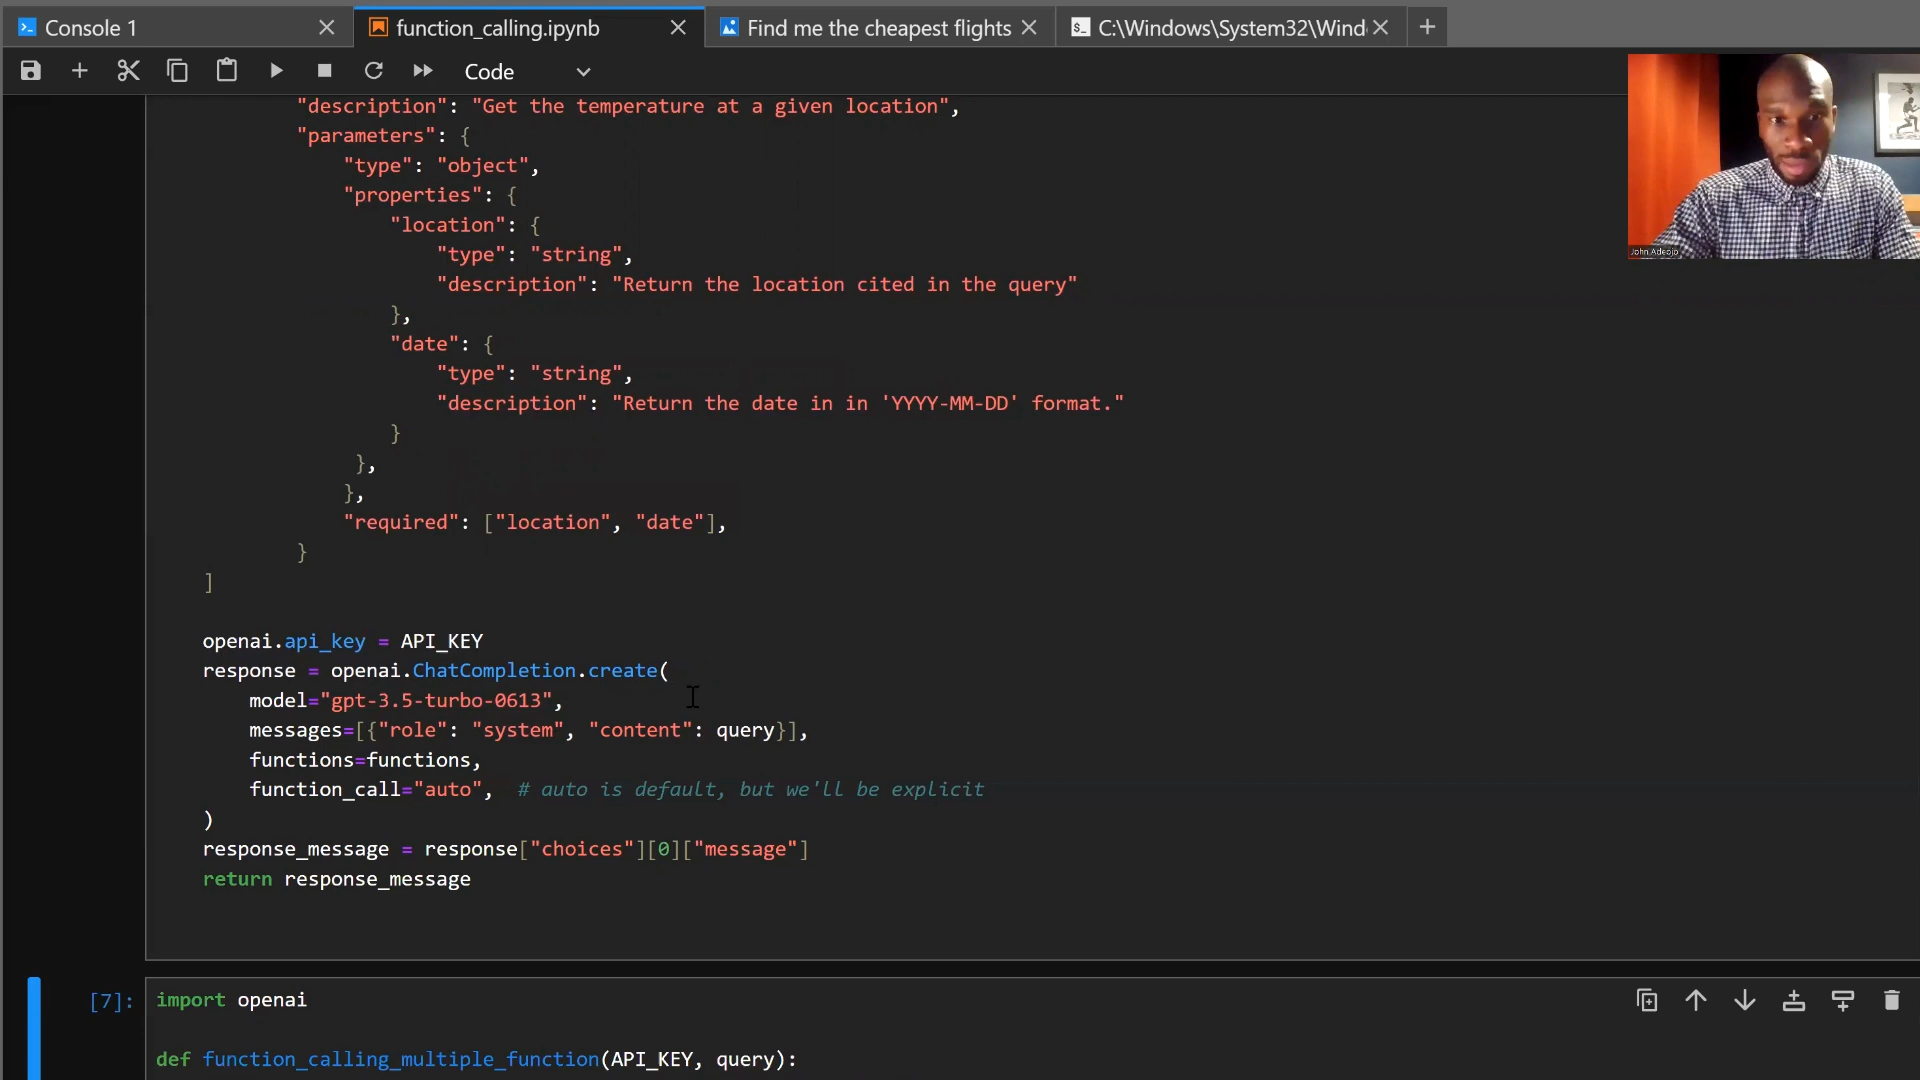 Console 1
function_calling.ipynb
Find me the cheapest flights
C:\Windows\System32\Wind
Code
"description": "Get the temperature at a given location",
"parameters": {
"type": "object",
"properties": {
"location": {
"type": "string",
"description": "Return the location cited in the query"
},
"date": {
"type": "string",
"description": "Return the date in in 'YYYY-MM-DD' format."
}
},
},
"required": ["location", "date"],
}
]
openai.api_key = API_KEY
response = openai.ChatCompletion.create(
model="gpt-3.5-turbo-0613",
messages=[{"role": "system", "content": query}],
functions=functions,
function_call="auto",  # auto is default, but we'll be explicit
)
response_message = response["choices"][0]["message"]
return response_message
[7]:
import openai
def function_calling_multiple_function(API_KEY, query):
John Adeojo